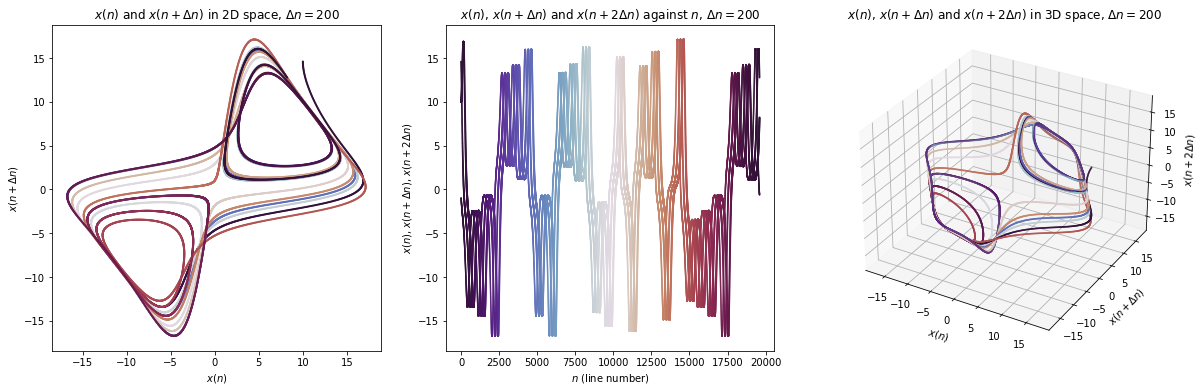 x(n) and x(n + Δn) in 2D space, Δn = 200
x(n + Δn)
15
10
5
0
−5
−10
−15
−15 −10 −5 0 5 10 15
x(n)
x(n), x(n + Δn) and x(n + 2Δn) against n, Δn = 200
x(n), x(n + Δn), x(n + 2Δn)
15
10
5
0
−5
−10
−15
0 2500 5000 7500 10000 12500 15000 17500 20000
n (line number)
x(n), x(n + Δn) and x(n + 2Δn) in 3D space, Δn = 200
15
10
5
0
−5
−10
−15
x(n + 2Δn)
15
10
5
0
−5
−10
−15
x(n + Δn)
−15 −10 −5 0 5 10 15
x(n)